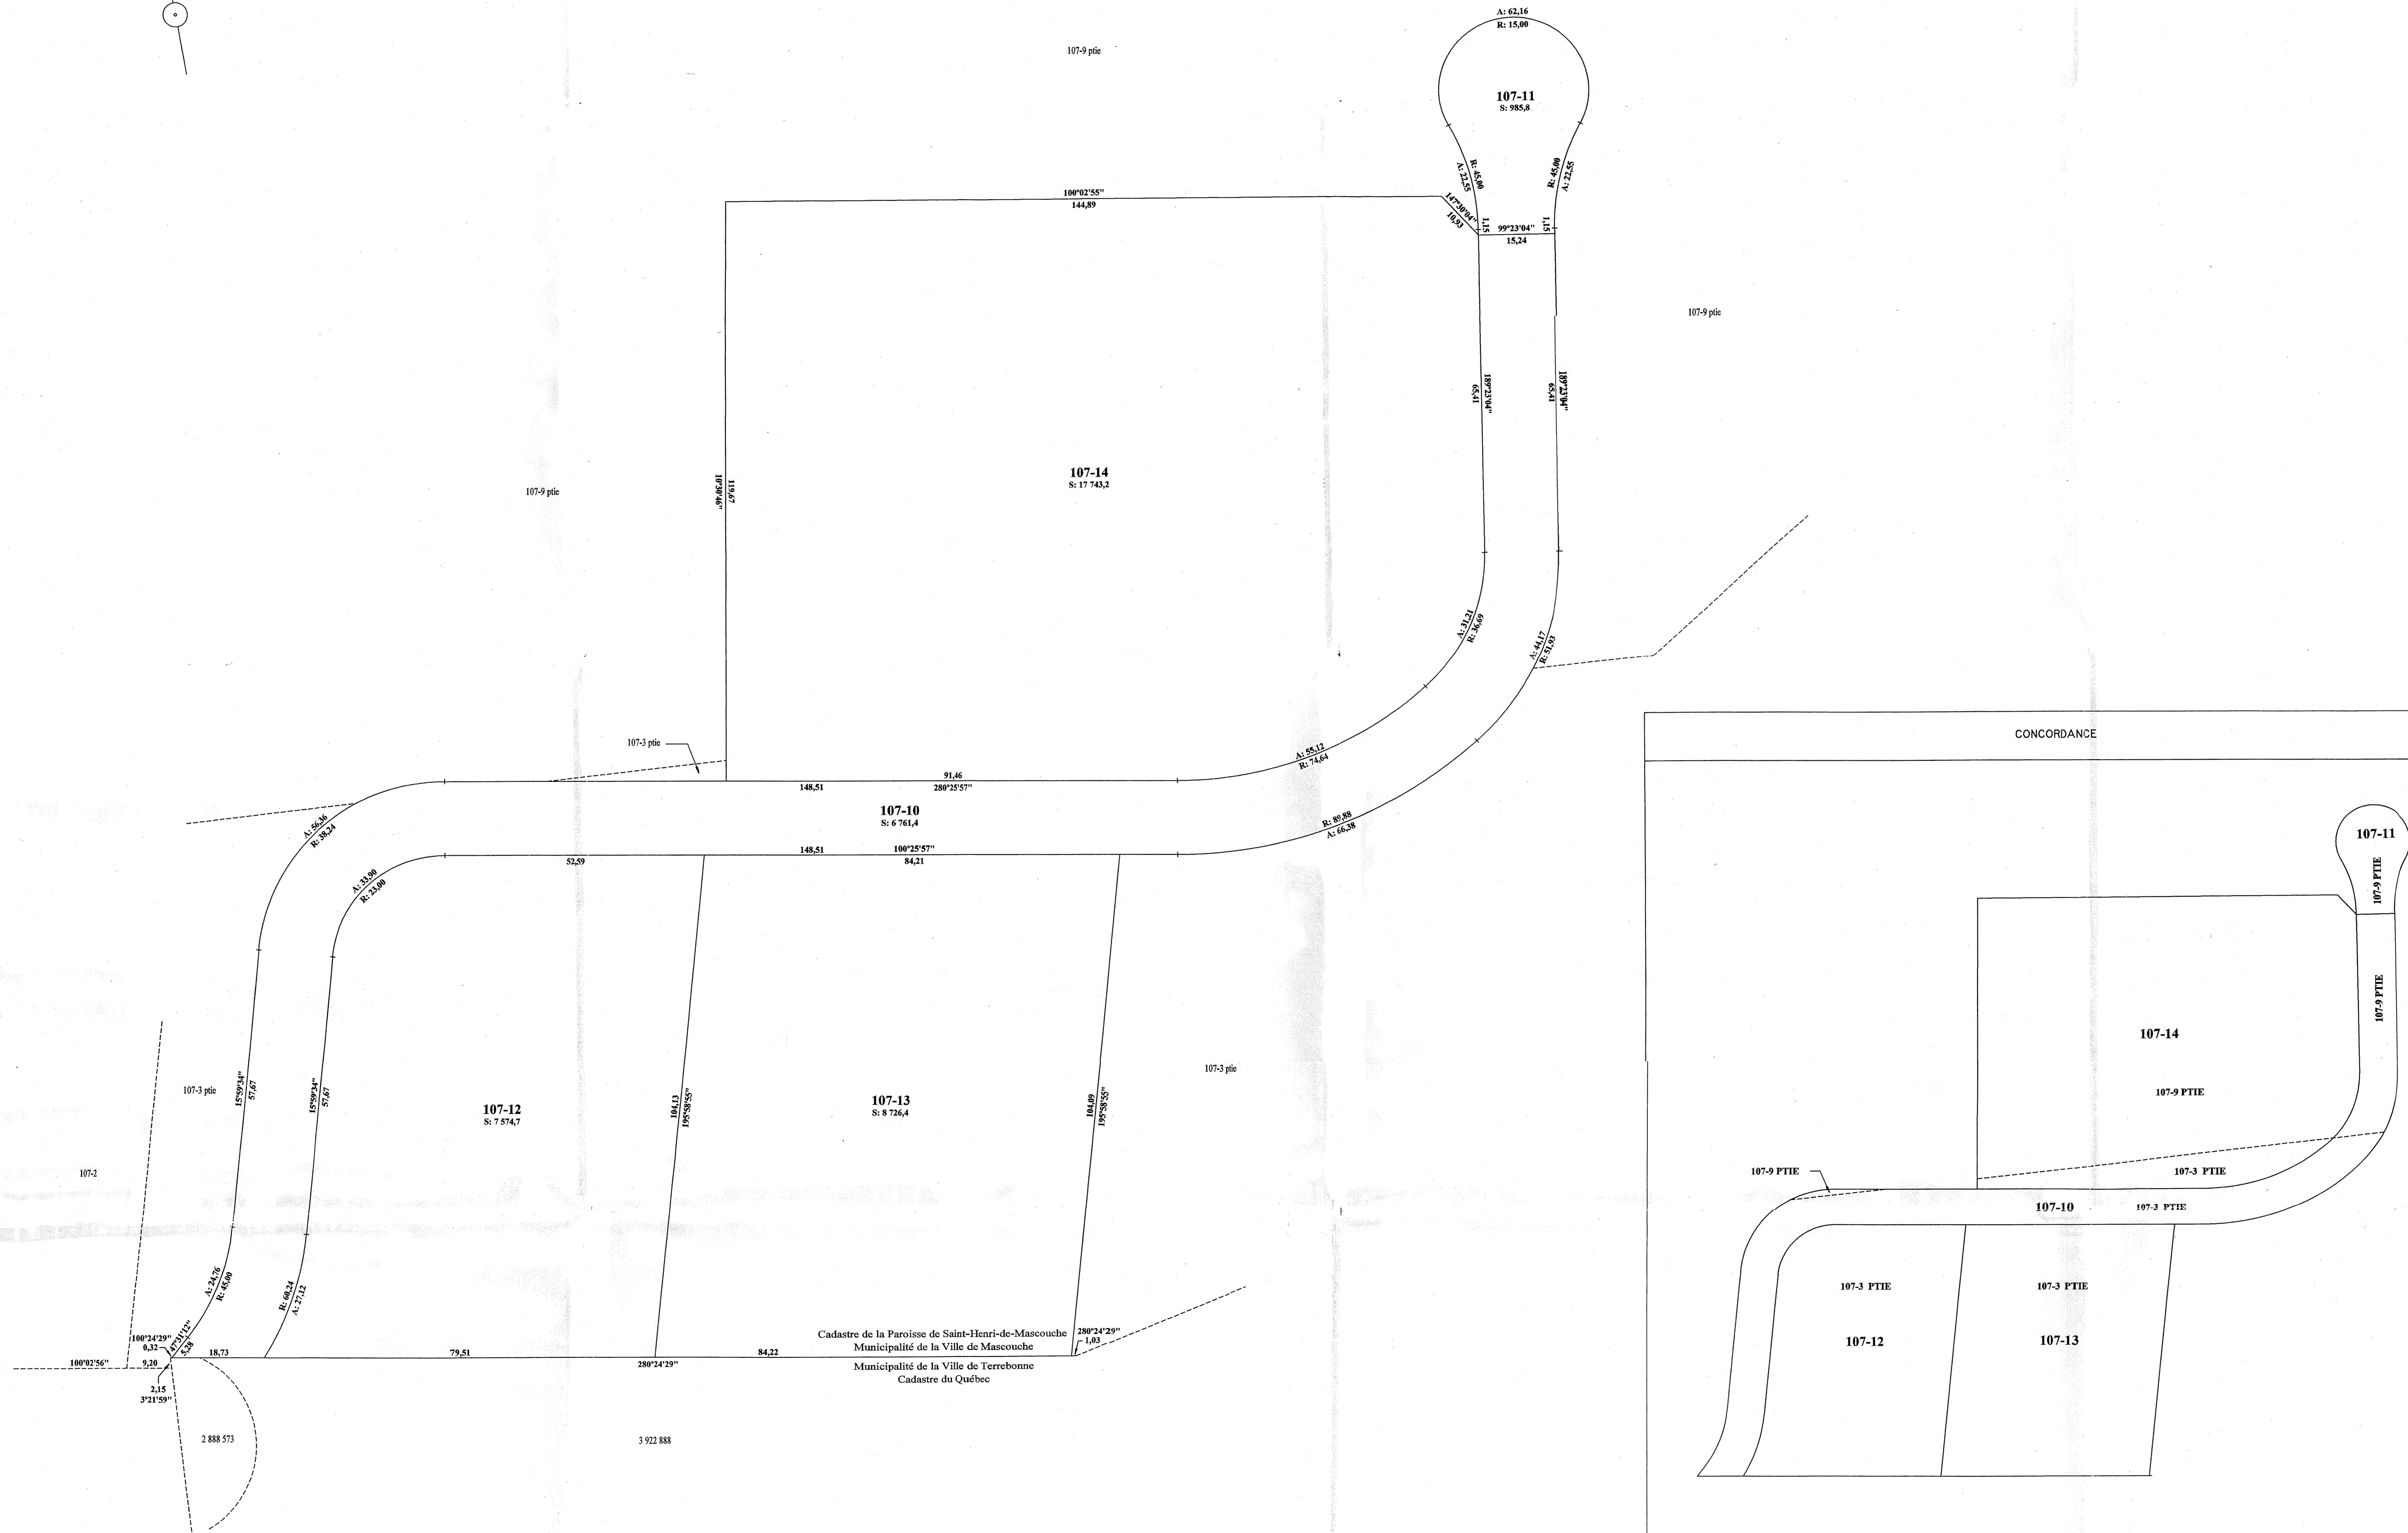 A: 62,16
R: 15,00
107-9 ptie
107-11
S: 985,8
R: 45,00
A: 22,55
R: 45,00
A: 22,55
100°02'55"
144,89
147°30'04"
10,93
1,15
99°23'04"
15,24
1,15
107-9 ptie
189°23'04"
65,41
189°23'04"
65,41
107-14
S: 17 743,2
107-9 ptie
119,67
10°30'46"
A: 31,21
R: 36,69
A: 44,17
R: 51,93
107-3 ptie
A: 55,12
R: 74,64
91,46
148,51
280°25'57"
107-10
S: 6 761,4
R: 89,88
A: 66,38
A: 56,36
R: 38,24
148,51
100°25'57"
52,59
84,21
A: 33,90
R: 23,00
107-3 ptie
15°59'34"
57,67
15°59'34"
57,67
107-12
S: 7 574,7
104,13
195°58'55"
107-13
S: 8 726,4
104,09
195°58'55"
107-3 ptie
107-2
A: 24,76
R: 45,00
R: 60,24
A: 27,12
47°31'12"
5,28
100°24'29"
0,32
100°02'56"
9,20
18,73
79,51
280°24'29"
84,22
Cadastre de la Paroisse de Saint-Henri-de-Mascouche
Municipalité de la Ville de Mascouche
280°24'29"
1,03
Municipalité de la Ville de Terrebonne
Cadastre du Québec
2,15
3°21'59"
2 888 573
3 922 888
CONCORDANCE
107-11
107-9 PTIE
107-9 PTIE
107-14
107-9 PTIE
107-9 PTIE
107-3 PTIE
107-10
107-3 PTIE
107-3 PTIE
107-3 PTIE
107-12
107-13